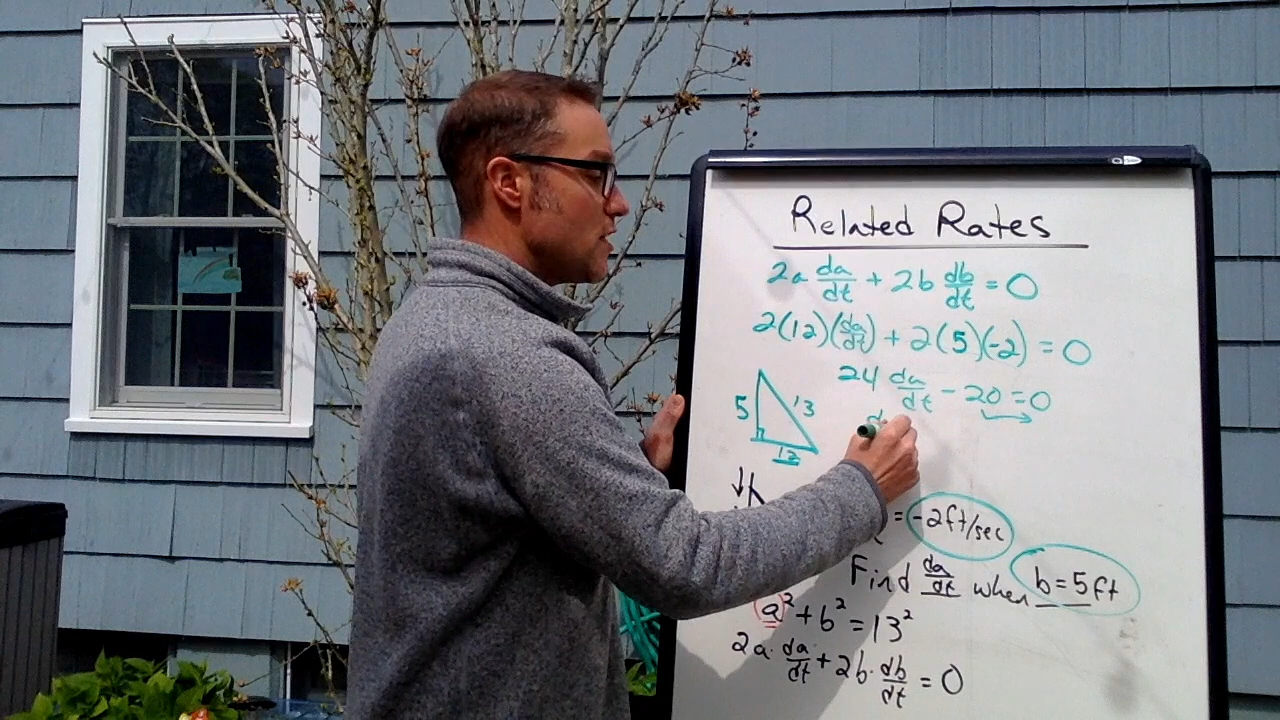 Related Rates
2a da/dt + 2b db/dt = 0
2(12)(da/dt) + 2(5)(-2) = 0
24 da/dt - 20 = 0
5
13
12
d
= -2ft/sec
Find da/dt when b = 5ft
a² + b² = 13²
2a · da/dt + 2b · db/dt = 0